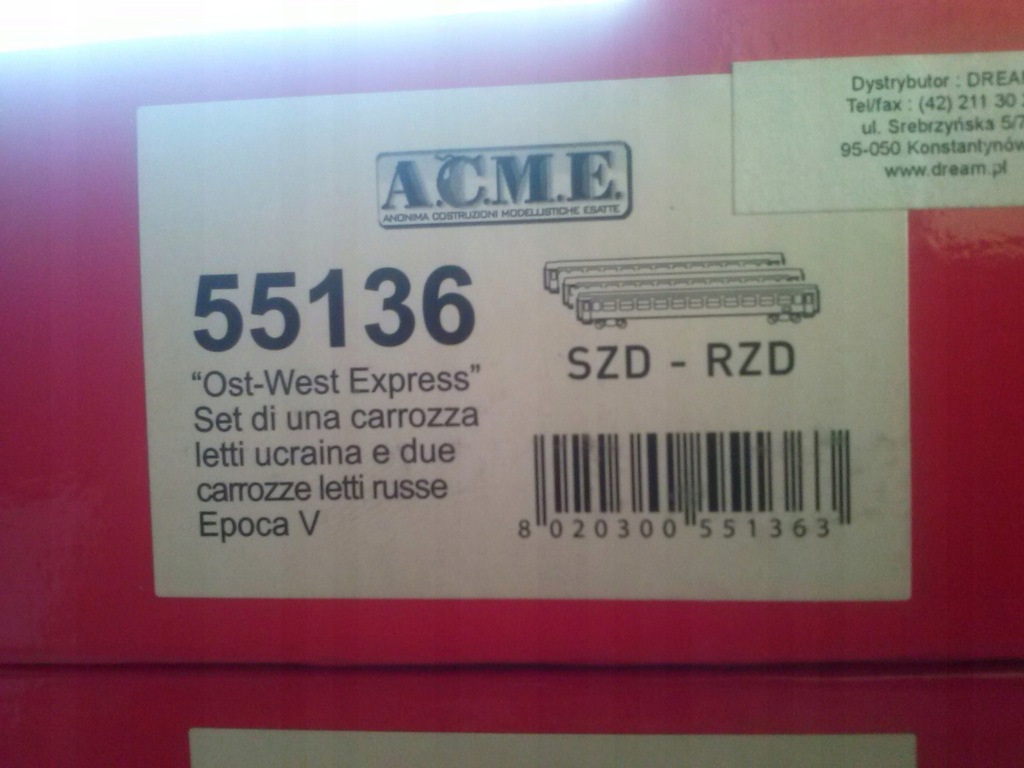 A.C.M.E.
ANONIMA COSTRUZIONI MODELLISTICHE ESATTE
Dystrybutor : DREA
Tel/fax : (42) 211 30
ul. Srebrzyńska 5/7
95-050 Konstantynów
www.dream.pl
55136
"Ost-West Express"
Set di una carrozza
letti ucraina e due
carrozze letti russe
Epoca V
SZD - RZD
8 020300 551363